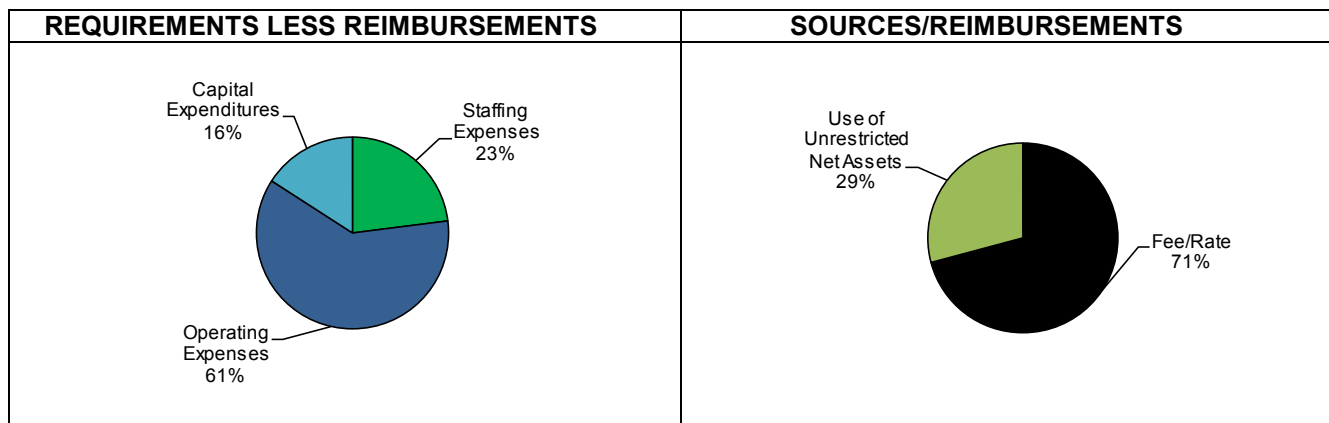 REQUIREMENTS LESS REIMBURSEMENTS
Capital
Expenditures
16%
Staffing
Expenses
23%
Operating
Expenses
61%
SOURCES/REIMBURSEMENTS
Use of
Unrestricted
Net Assets
29%
Fee/Rate
71%